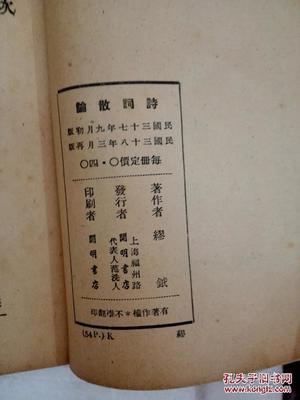 詩詞散論
民國三十七年九月初版
民國三十八年三月再版
每冊定價〇·四〇
著作者 繆鉞
發行者
上海福州路
開明書店
代表人范洗人
印刷者 開明書店
有著作權*不准翻印
(54P.)K
繆